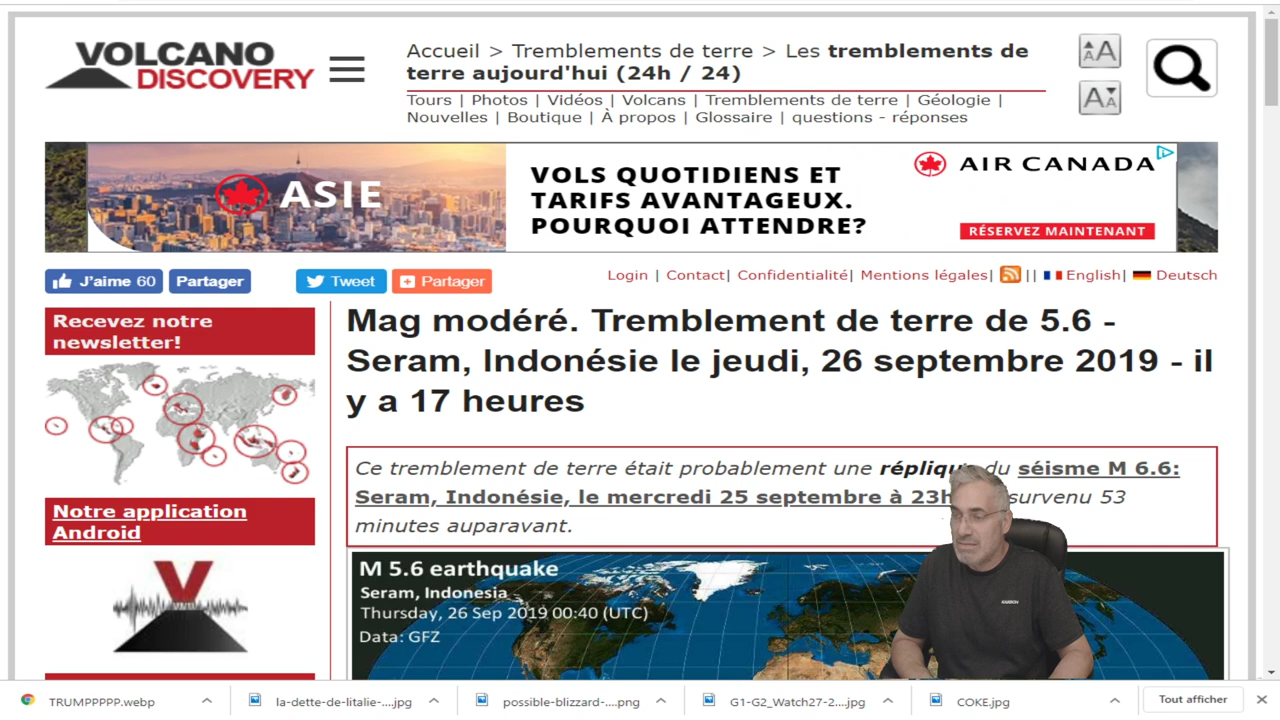 VOLCANO
DISCOVERY
Accueil > Tremblements de terre > Les tremblements de
terre aujourd'hui (24h / 24)
Tours | Photos | Vidéos | Volcans | Tremblements de terre | Géologie |
Nouvelles | Boutique | À propos | Glossaire | questions - réponses
AA
AA
ASIE
VOLS QUOTIDIENS ET
TARIFS AVANTAGEUX.
POURQUOI ATTENDRE?
AIR CANADA
RÉSERVEZ MAINTENANT
J'aime 60
Partager
Tweet
Partager
Login | Contact| Confidentialité| Mentions légales| || English| Deutsch
Recevez notre
newsletter!
Notre application
Android
Mag modéré. Tremblement de terre de 5.6 -
Seram, Indonésie le jeudi, 26 septembre 2019 - il
y a 17 heures
Ce tremblement de terre était probablement une réplique du séisme M 6.6:
Seram, Indonésie, le mercredi 25 septembre à 23h survenu 53
minutes auparavant.
M 5.6 earthquake
Seram, Indonesia
Thursday, 26 Sep 2019 00:40 (UTC)
Data: GFZ
TRUMPPPPP.webp
la-dette-de-litalie-....jpg
possible-blizzard-....png
G1-G2_Watch27-2....jpg
COKE.jpg
Tout afficher